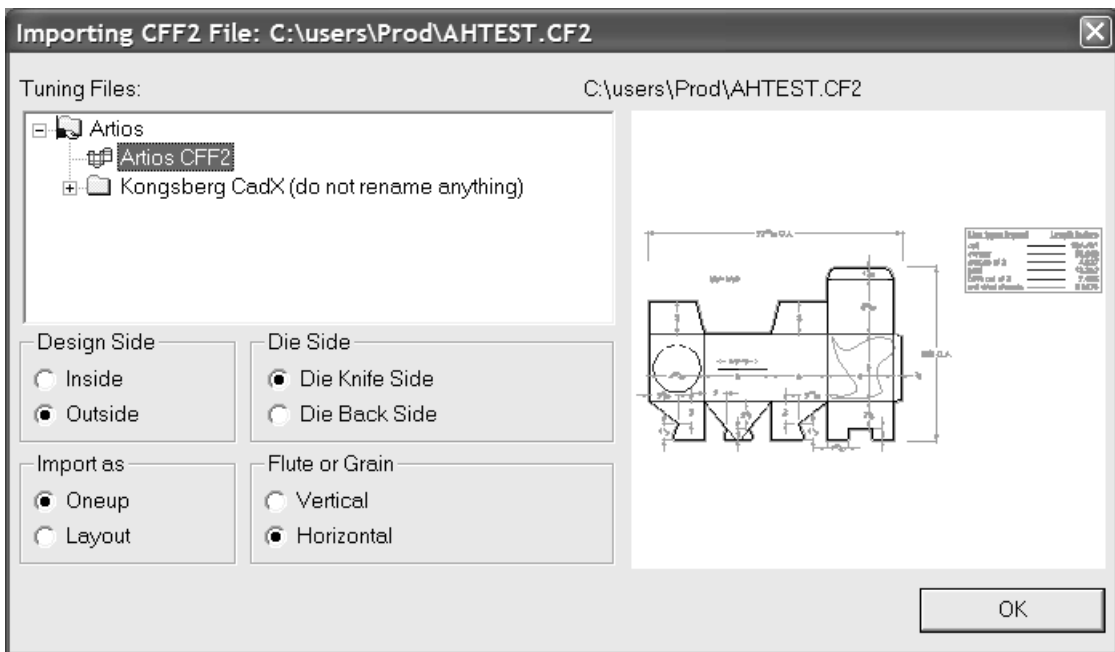 Importing CFF2 File: C:\users\Prod\AHTEST.CF2
Tuning Files:
C:\users\Prod\AHTEST.CF2
Artios
Artios CFF2
Kongsberg CadX (do not rename anything)
Design Side
Inside
Outside
Die Side
Die Knife Side
Die Back Side
Import as
Oneup
Layout
Flute or Grain
Vertical
Horizontal
OK